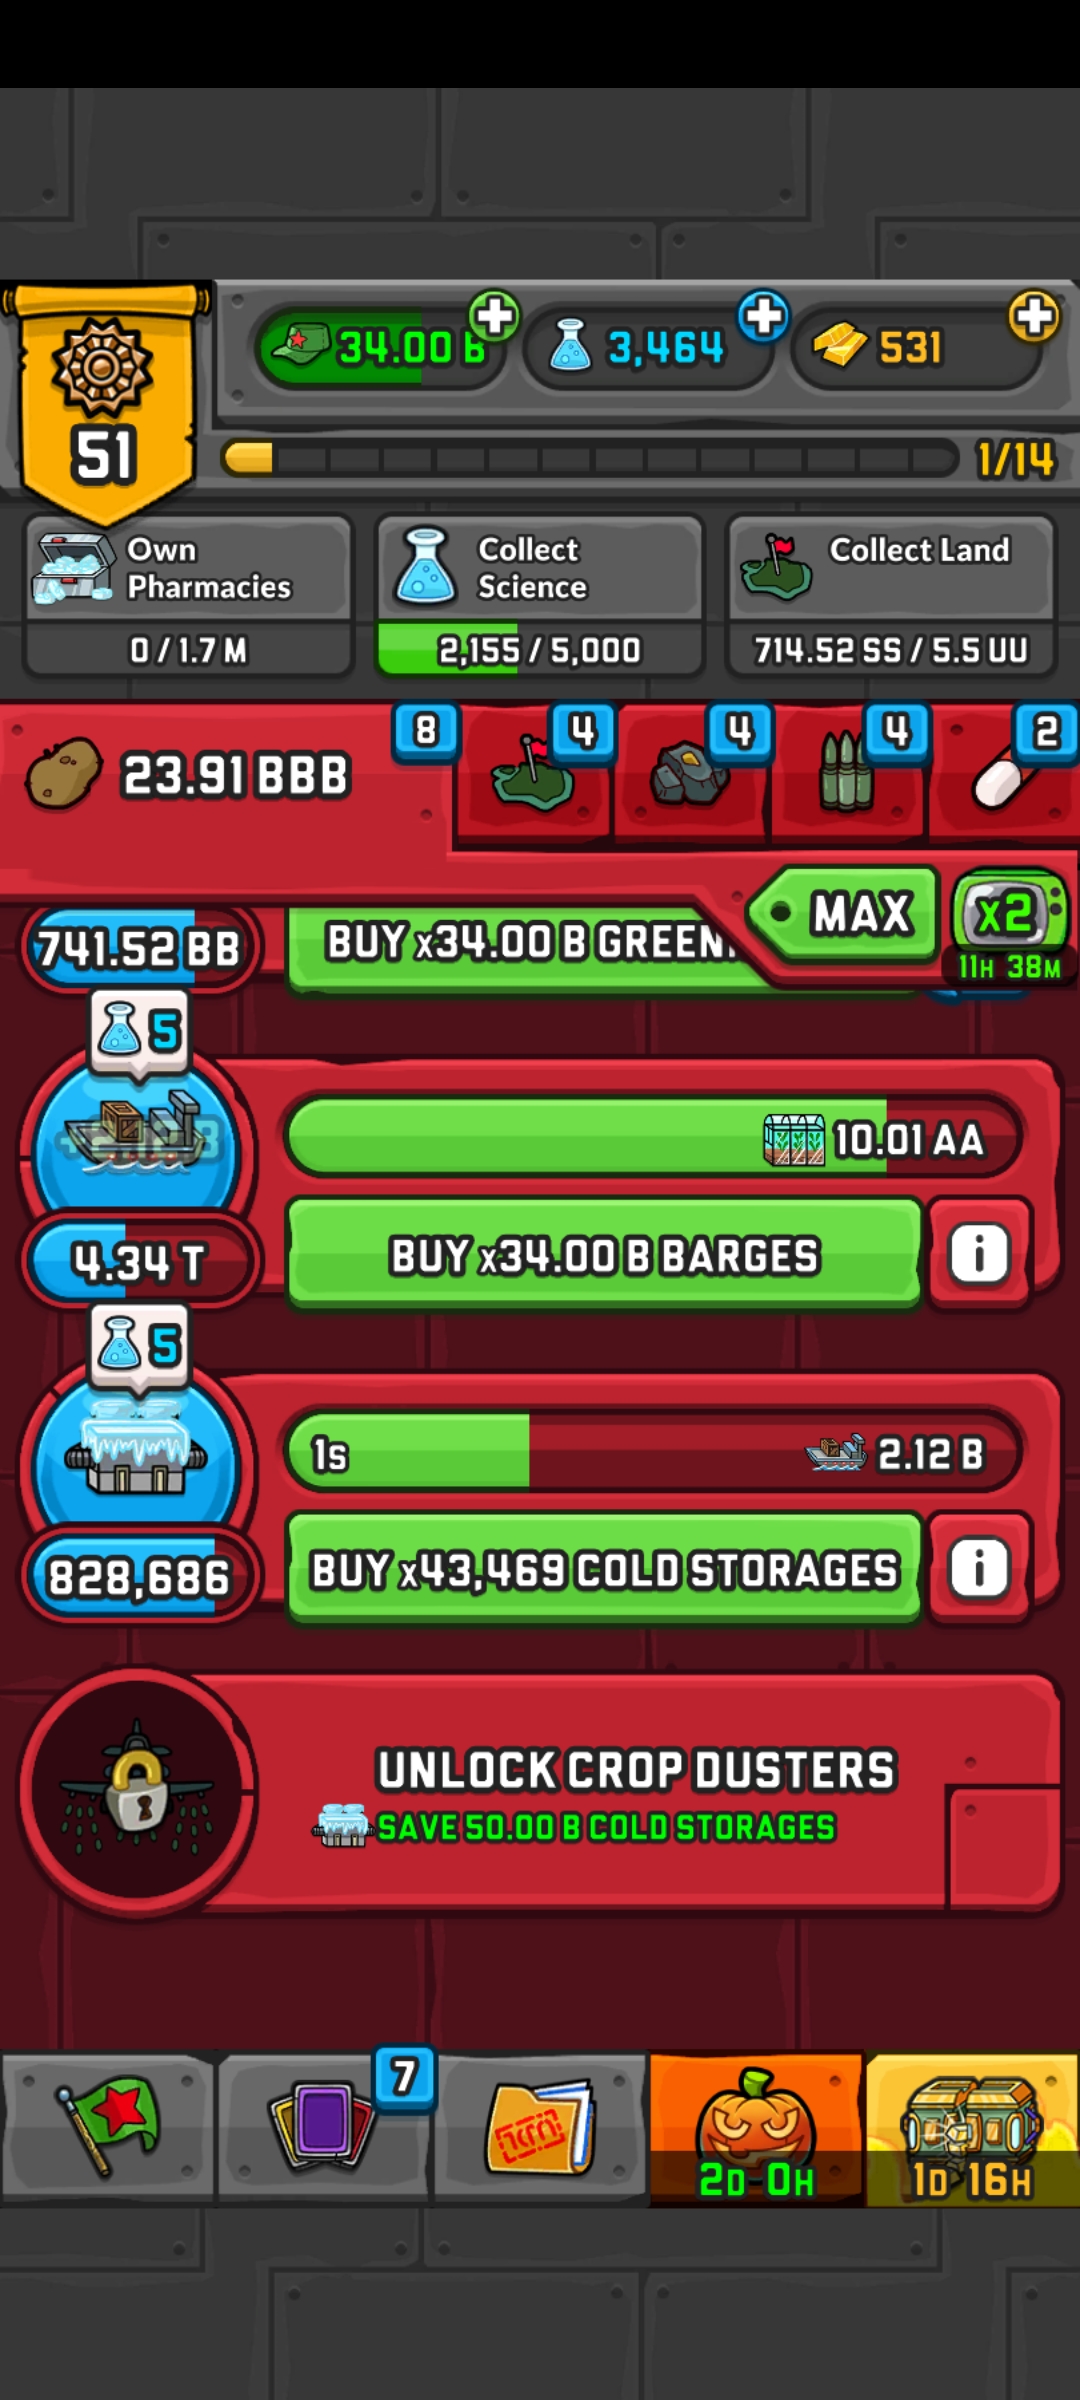 34.00 B
3,464
531
51
1/14
Own
Pharmacies
0 / 1.7 M
Collect
Science
2,155 / 5,000
Collect Land
714.52 SS / 5.5 UU
23.91 BBB
8
4
4
4
2
MAX
x2
11H 38M
741.52 BB
BUY x34.00 B GREEN
5
10.01 AA
4.34 T
BUY x34.00 B BARGES
i
5
1s
2.12 B
828,686
BUY x43,469 COLD STORAGES
i
UNLOCK CROP DUSTERS
SAVE 50.00 B COLD STORAGES
7
2D 0H
1D 16H